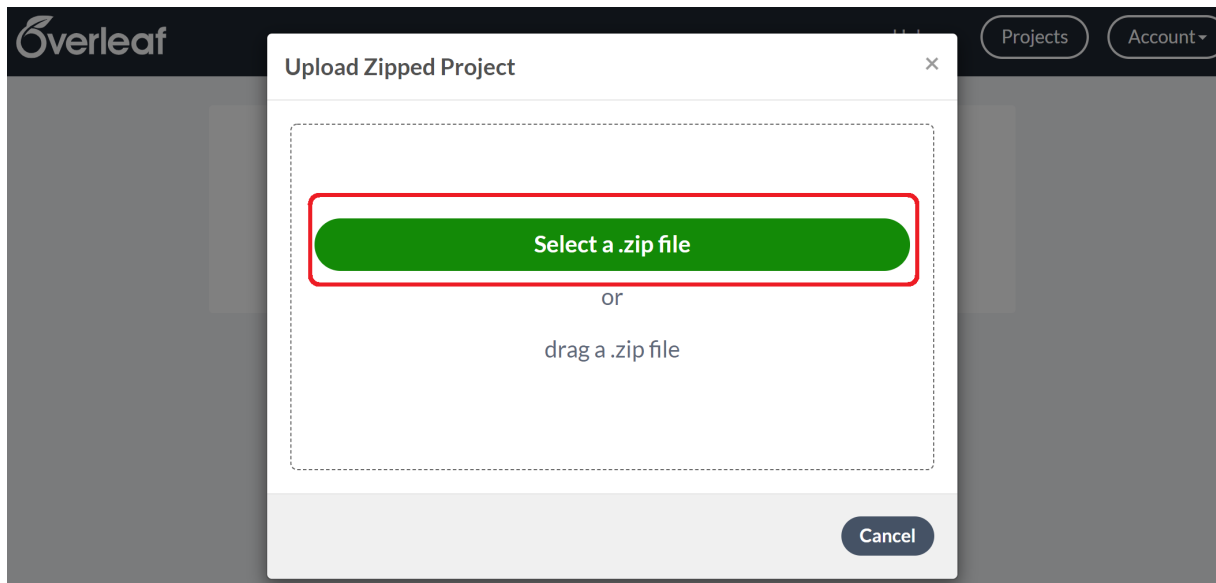 Overleaf
Projects
Account
Upload Zipped Project
×
Select a .zip file
or
drag a .zip file
Cancel